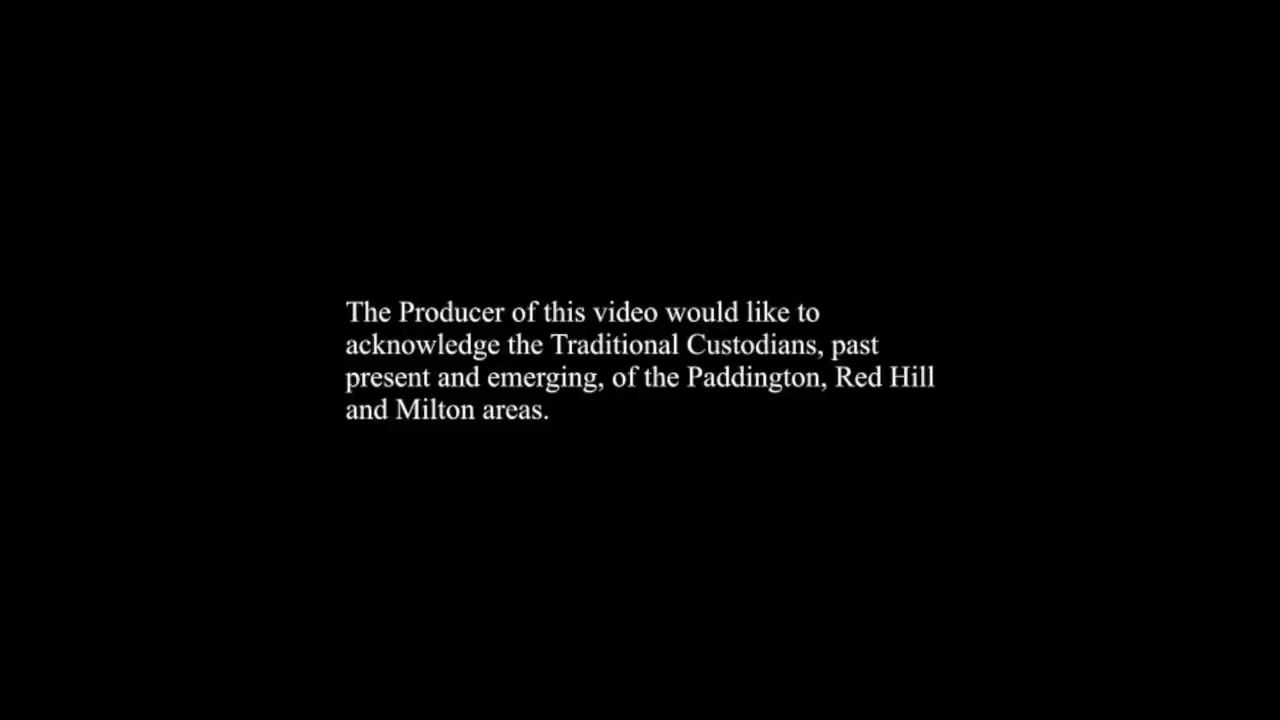 The Producer of this video would like to
acknowledge the Traditional Custodians, past
present and emerging, of the Paddington, Red Hill
and Milton areas.